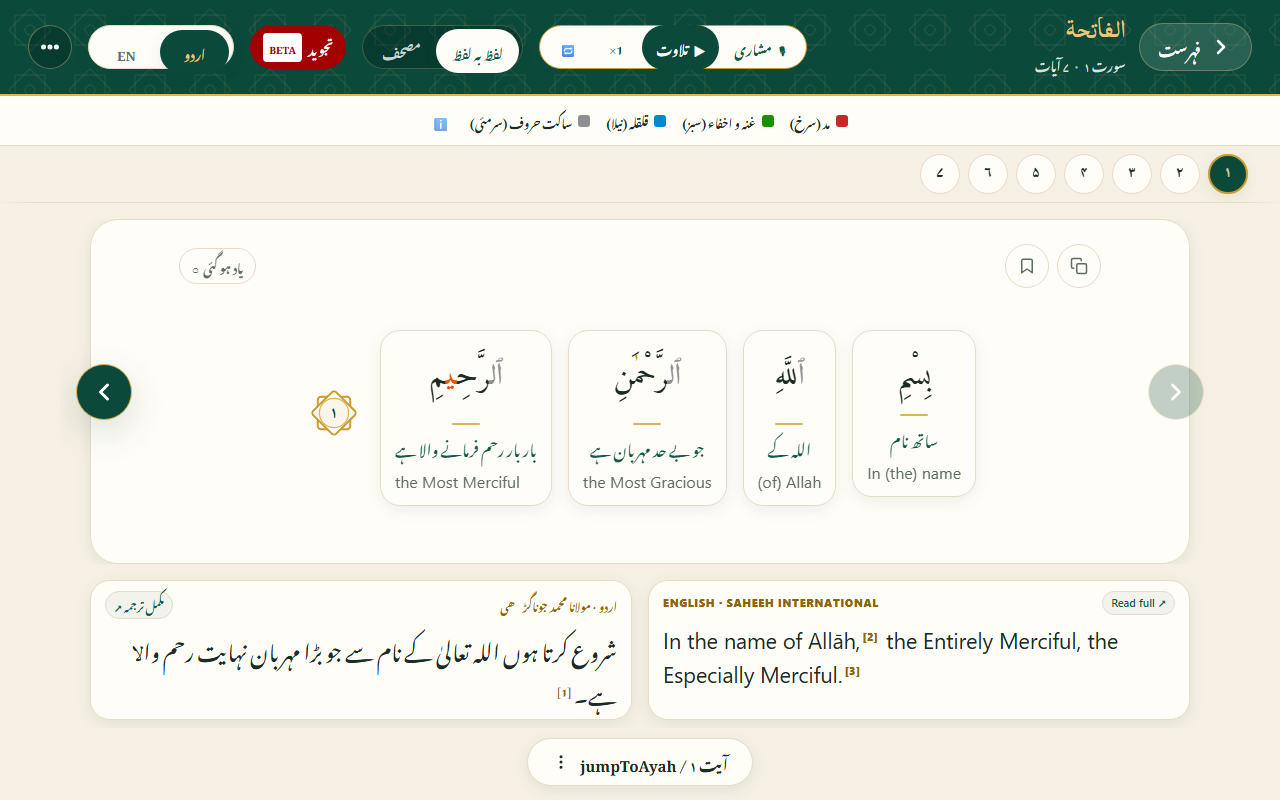 فہرست
الفاتحة
سورت ۱ · ۷ آیات
مشاری
▶ تلاوت
×1
لفظ بہ لفظ
مصحف
تجوید BETA
اردو
EN
مد (سرخ)
غنہ و اخفاء (سبز)
قلقلہ (نیلا)
ساکت حروف (سرمئی)
۱ ۲ ۳ ۴ ۵ ۶ ۷
یاد ہو گئی ○
بِسْمِ
ساتھ نام
In (the) name
ٱللَّهِ
اللہ کے
(of) Allah
ٱلرَّحْمَٰنِ
جو بے حد مہربان ہے
the Most Gracious
ٱلرَّحِيمِ
بار بار رحم فرمانے والا ہے
the Most Merciful
۱
ENGLISH · SAHEEH INTERNATIONAL
Read full ↗
In the name of Allāh,[2] the Entirely Merciful, the
Especially Merciful.[3]
اردو · مولانا محمد جوناگڑھی
مکمل ترجمہ ↗
شروع کرتا ہوں اللہ تعالیٰ کے نام سے جو بڑا مہربان نہایت رحم والا
ہے۔ [1]
آیت ۱ / jumpToAyah